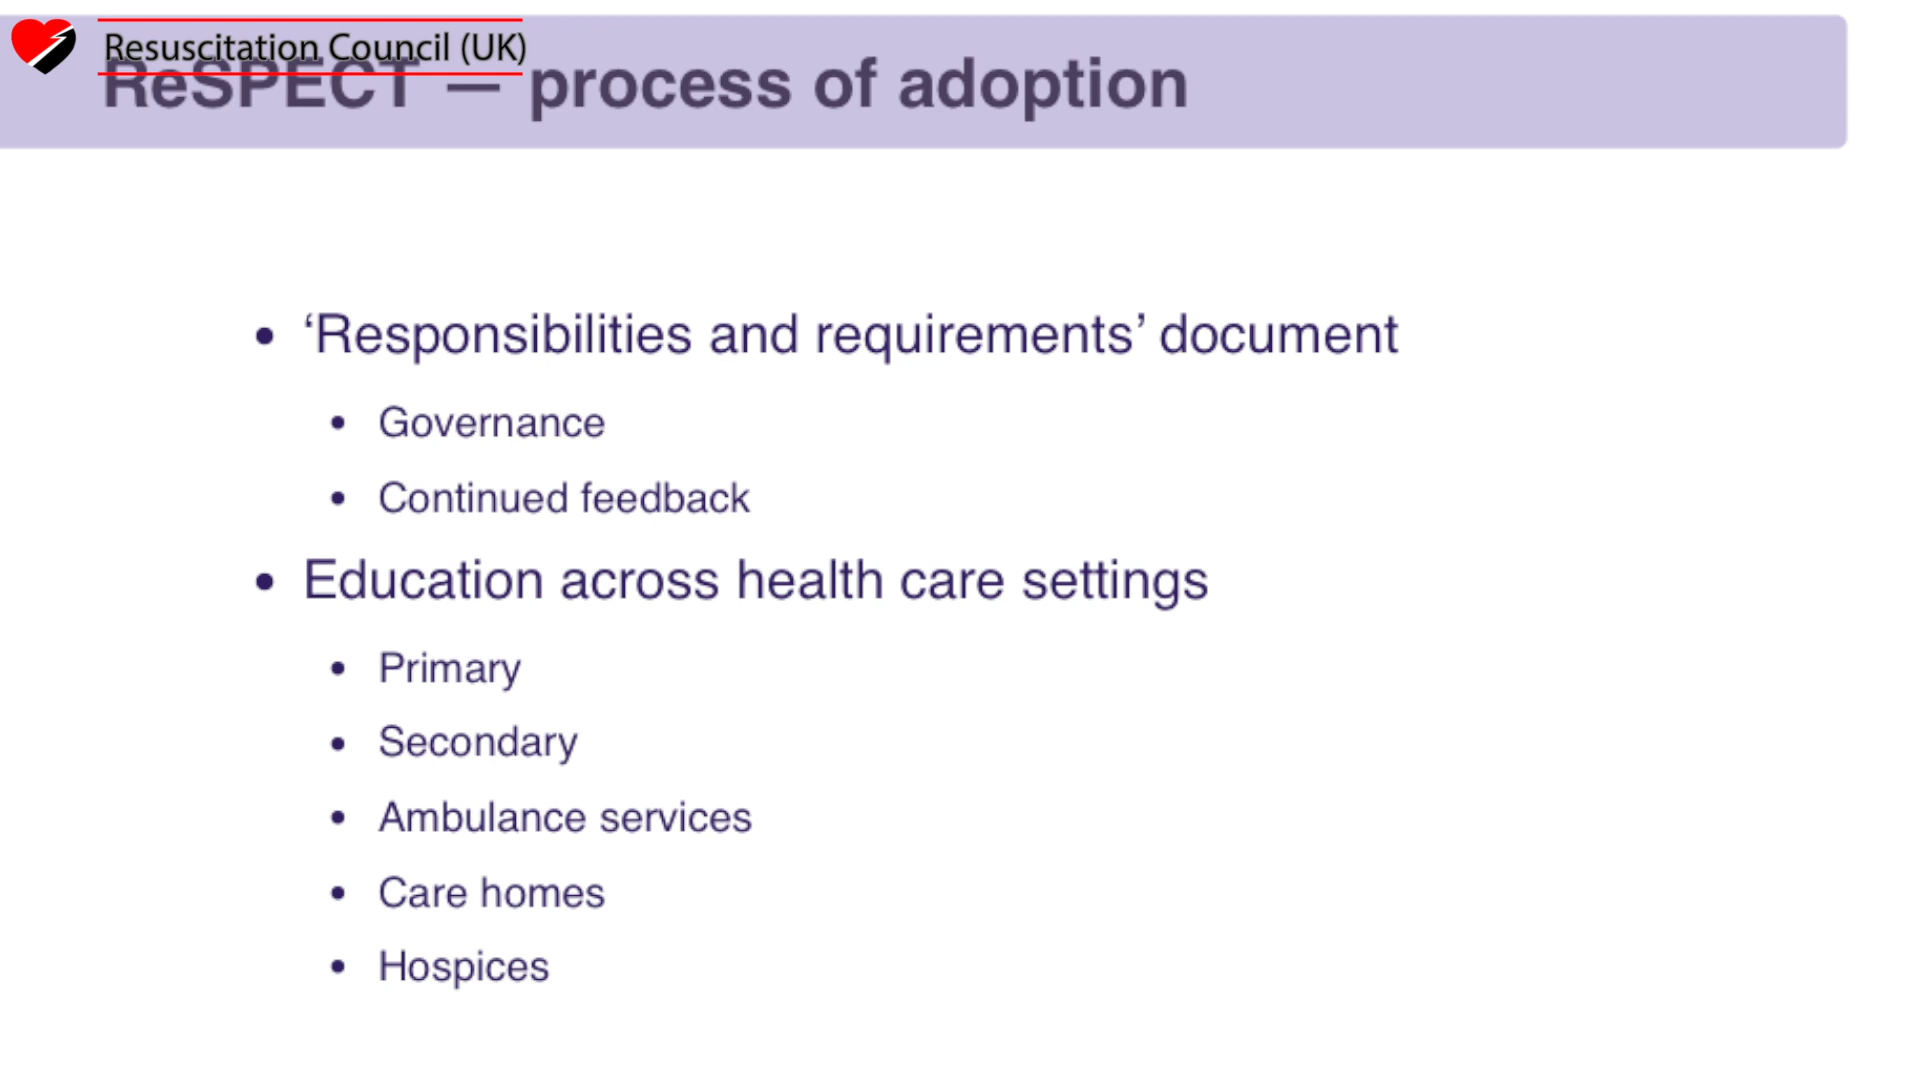 Resuscitation Council (UK)
ReSPECT – process of adoption
• ‘Responsibilities and requirements’ document
• Governance
• Continued feedback
• Education across health care settings
• Primary
• Secondary
• Ambulance services
• Care homes
• Hospices